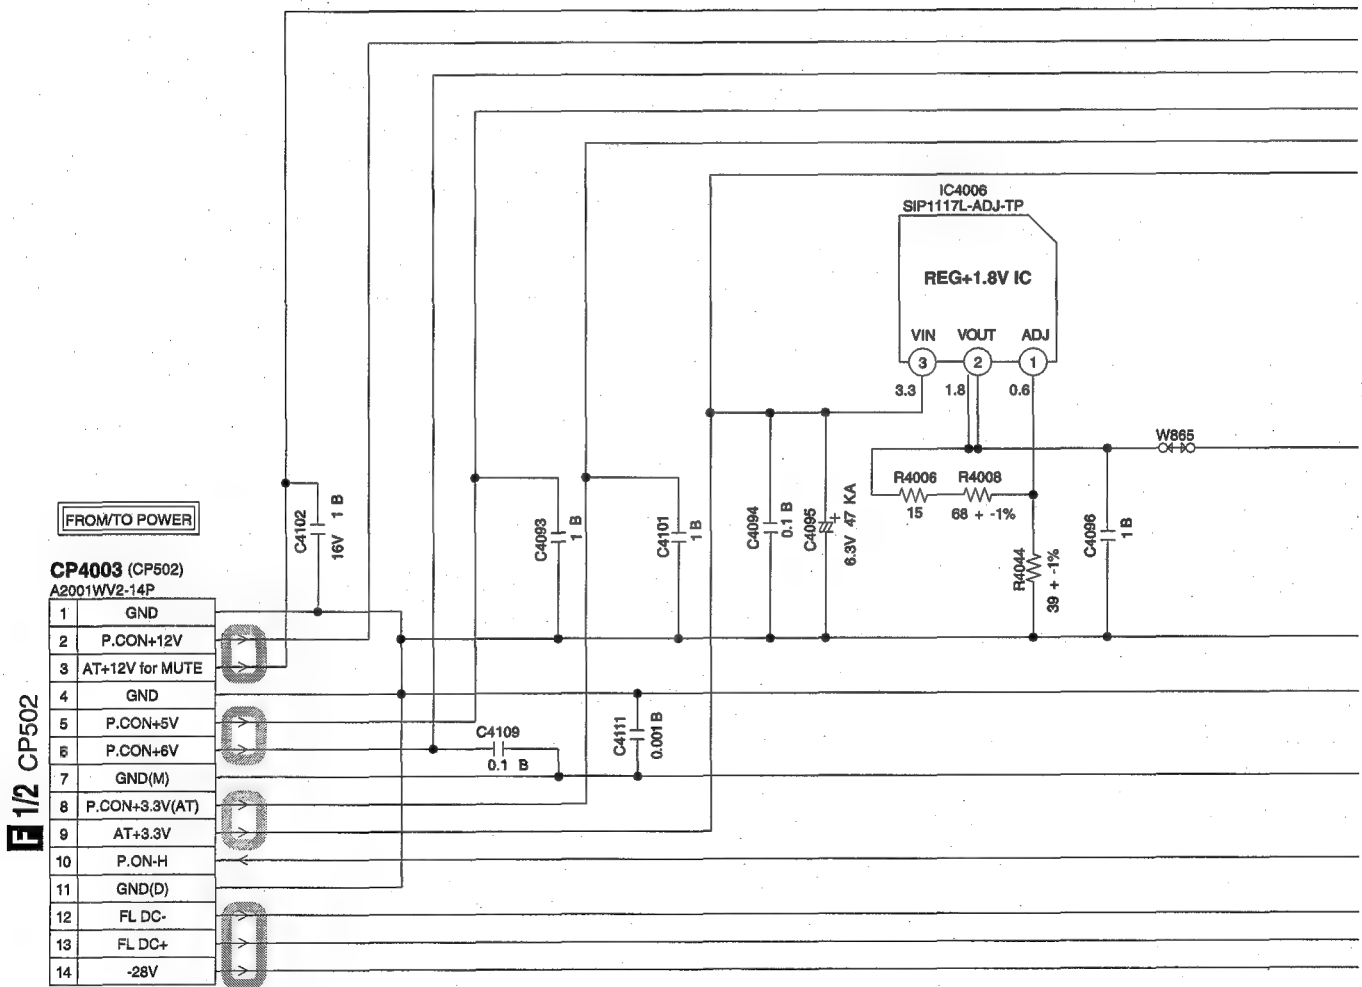 IC4006
SIP1117L-ADJ-TP
REG+1.8V IC
VIN VOUT ADJ
3 2 1
3.3 1.8 0.6
W865
R4006 R4008
15 68 + -1%
C4102
16V 1 B
C4093
1 B
C4101
1 B
C4094
0.1 B
C4095
+
6.3V 47 KA
R4044
39 + -1%
C4096
1 B
FROM/TO POWER
CP4003 (CP502)
A2001WV2-14P
1 GND
2 P.CON+12V
3 AT+12V for MUTE
4 GND
5 P.CON+5V
6 P.CON+6V
7 GND(M)
8 P.CON+3.3V(AT)
9 AT+3.3V
10 P.ON-H
11 GND(D)
12 FL DC-
13 FL DC+
14 -28V
C4109
0.1 B
C4111
0.001 B
F 1/2 CP502